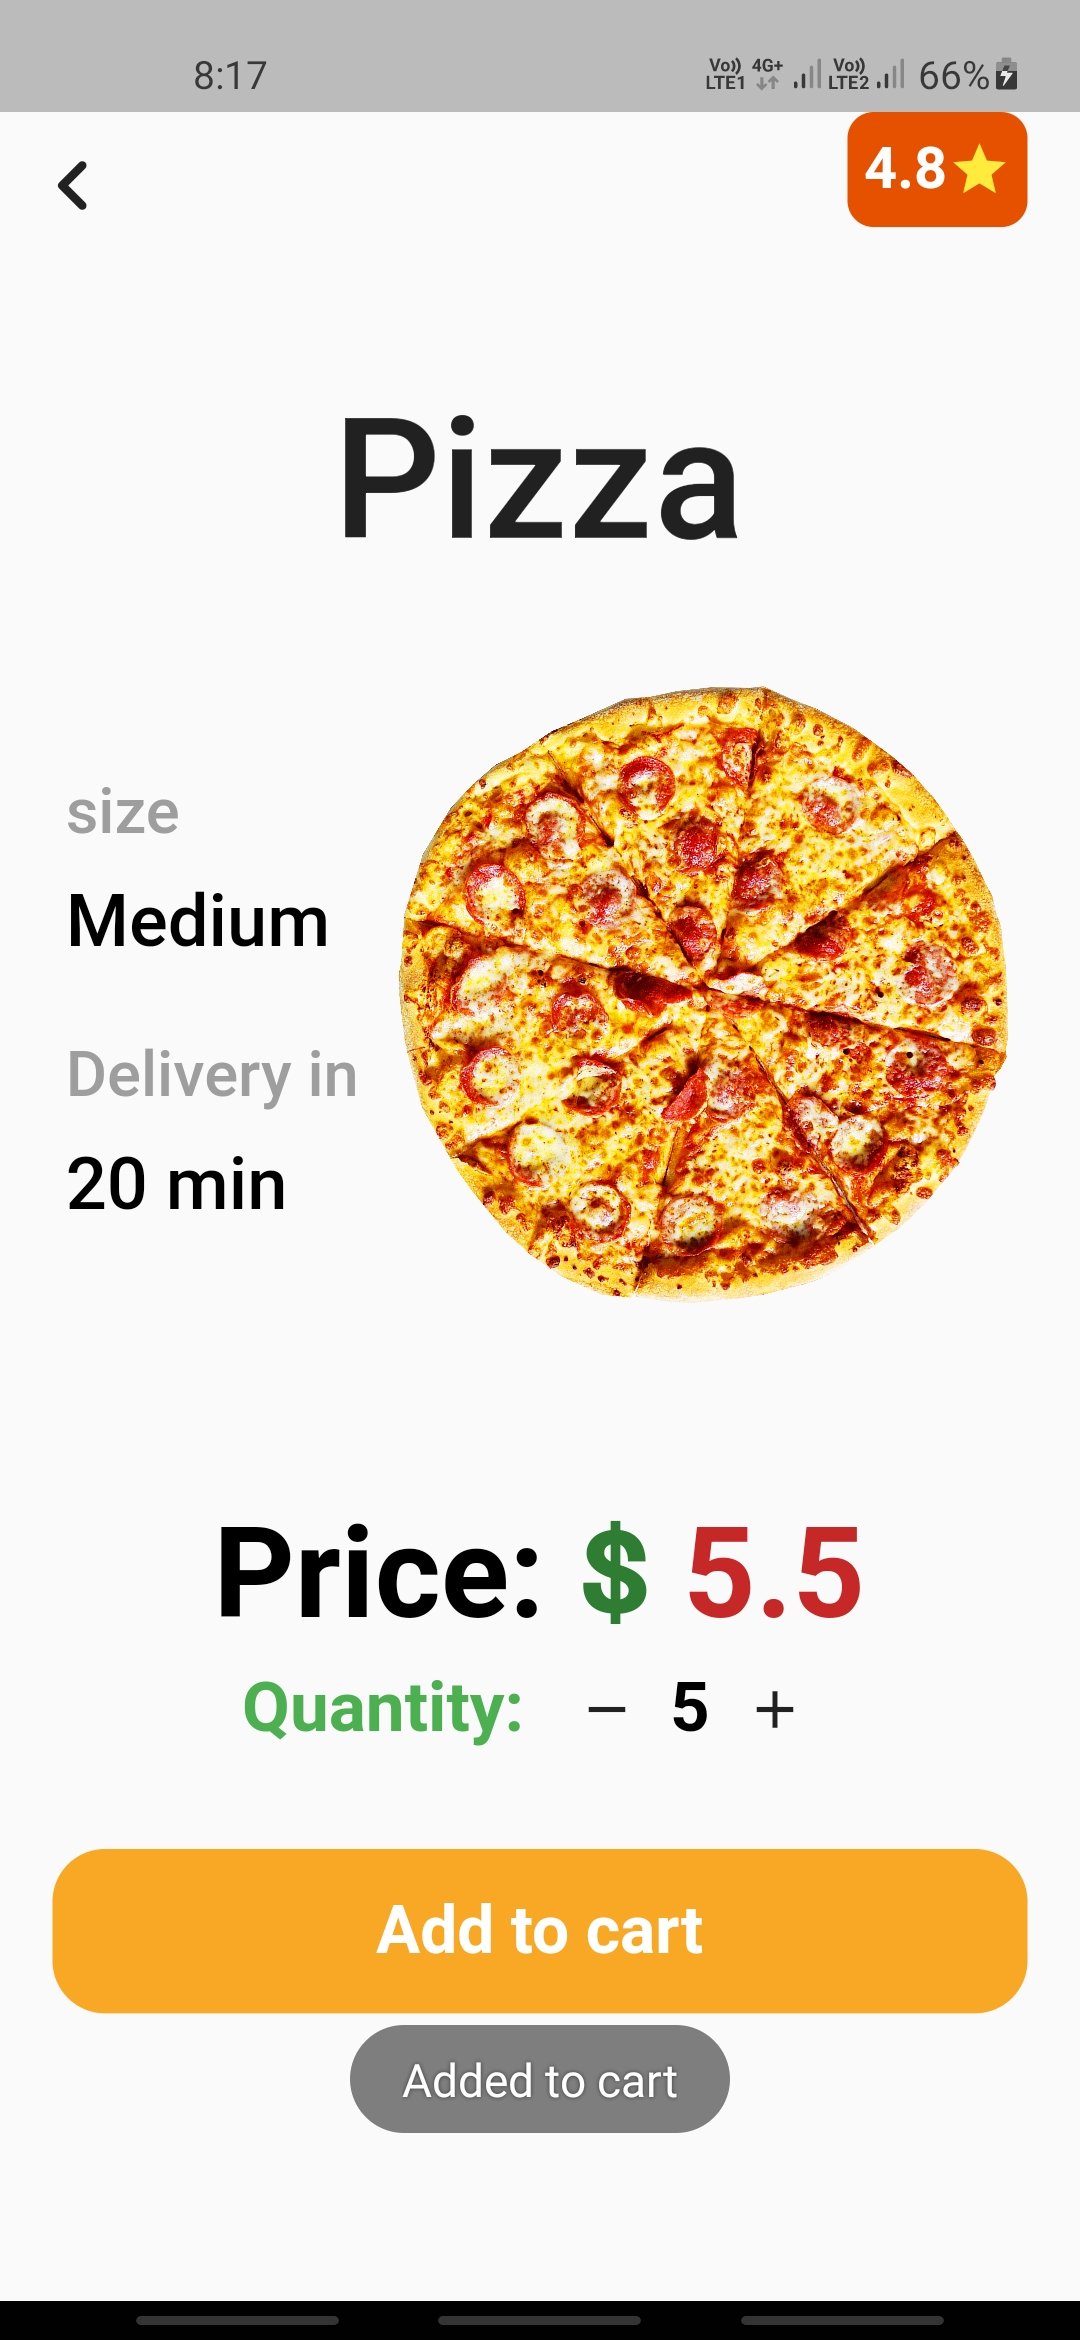 8:17 Vo)) LTE1 4G+ Vo)) LTE2 66%
4.8
Pizza
size
Medium
Delivery in
20 min
Price: $ 5.5
Quantity: − 5 +
Add to cart
Added to cart